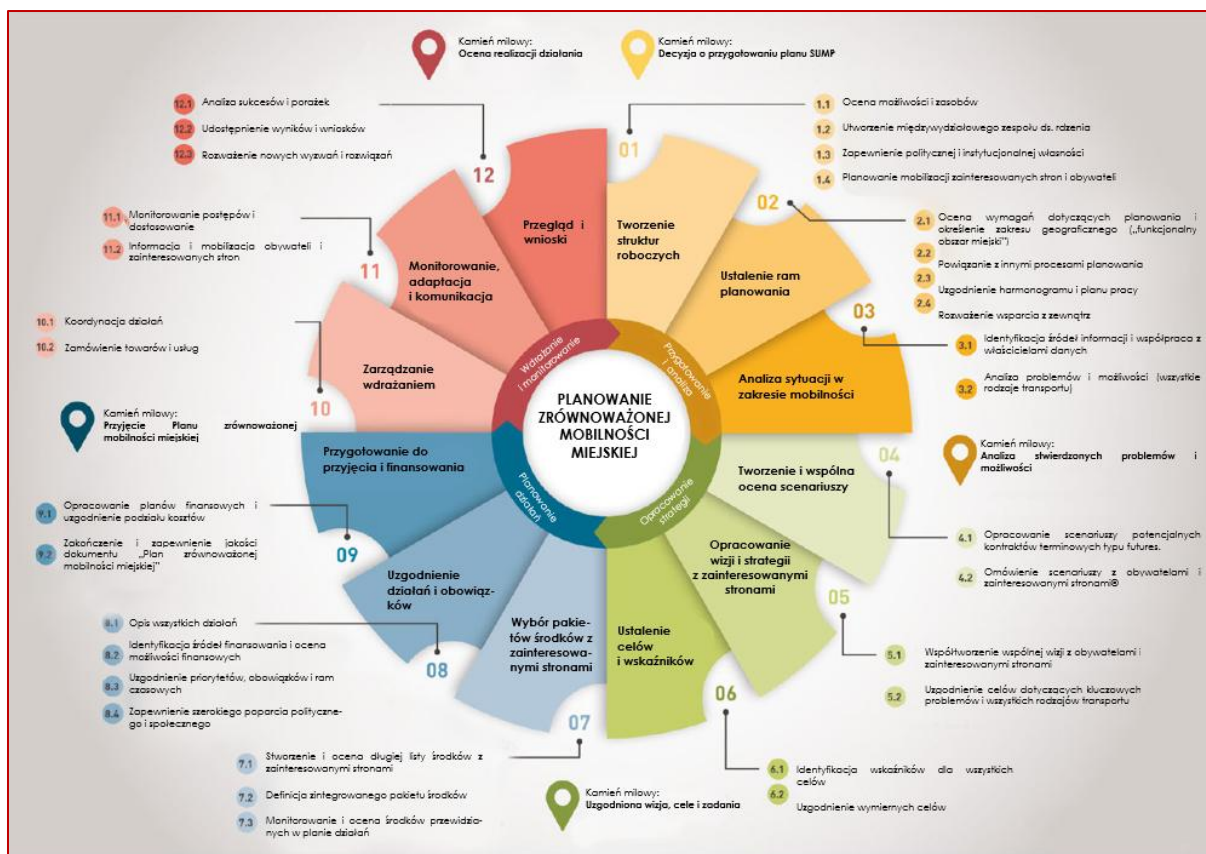 Kamień milowy:
Ocena realizacji działania
Kamień milowy:
Decyzja o przygotowaniu planu SUMP
12.1 Analiza sukcesów i porażek
12.2 Udostępnienie wyników i wniosków
12.3 Rozważenie nowych wyzwań i rozwiązań
1.1 Ocena możliwości i zasobów
1.2 Utworzenie międzywydziałowego zespołu ds. rdzenia
1.3 Zapewnienie politycznej i instytucjonalnej własności
1.4 Planowanie mobilizacji zainteresowanych stron i obywateli
11.1 Monitorowanie postępów i
dostosowanie
11.2 Informacja i mobilizacja obywateli i
zainteresowanych stron
2.1 Ocena wymagań dotyczących planowania i
określenie zakresu geograficznego („funkcjonalny
obszar miejski")
2.2
Powiązanie z innymi procesami planowania
2.3
Uzgodnienie harmonogramu i planu pracy
2.4
Rozważenie wsparcia z zewnątrz
10.1 Koordynacja działań
10.2 Zamówienie towarów i usług
3.1 Identyfikacja źródeł informacji i współpraca z
właścicielami danych
3.2 Analiza problemów i możliwości (wszystkie
rodzaje transportu)
Kamień milowy:
Przyjęcie Planu zrównoważonej
mobilności miejskiej
Kamień milowy:
Analiza stwierdzonych problemów i
możliwości
9.1 Opracowanie planów finansowych i
uzgodnienie podziału kosztów
9.2 Zakończenie i zapewnienie jakości
dokumentu „Plan zrównoważonej
mobilności miejskiej"
4.1 Opracowanie scenariuszy potencjalnych
kontraktów terminowych typu futures.
4.2 Omówienie scenariuszy z obywatelami i
zainteresowanymi stronami®
8.1 Opis wszystkich działań
8.2 Identyfikacja źródeł finansowania i ocena
możliwości finansowych
8.3 Uzgodnienie priorytetów, obowiązków i ram
czasowych
8.4 Zapewnienie szerokiego poparcia polityczne-
go i społecznego
5.1 Współtworzenie wspólnej wizji z obywatelami i
zainteresowanymi stronami
5.2 Uzgodnienie celów dotyczących kluczowych
problemów i wszystkich rodzajów transportu
7.1 Stworzenie i ocena długiej listy środków z
zainteresowanymi stronami
7.2 Definicja zintegrowanego pakietu środków
7.3 Monitorowanie i ocena środków przewidzia-
nych w planie działań
Kamień milowy:
Uzgodniona wizja, cele i zadania
6.1 Identyfikacja wskaźników dla wszystkich
celów
6.2
Uzgodnienie wymiernych celów
01
Tworzenie
struktur
roboczych
02
Ustalenie ram
planowania
03
Analiza sytuacji w
zakresie mobilności
04
Tworzenie i wspólna
ocena scenariuszy
05
Opracowanie
wizji i strategii
z zainteresowanymi
stronami
06
Ustalenie
celów
i wskaźników
07
Wybór pakie-
tów środków z
zainteresow-
anymi stronami
08
Uzgodnienie
działań i obowiąz-
ków
09
Przygotowanie do
przyjęcia i finansowania
10
Zarządzanie
wdrażaniem
11
Monitorowanie,
adaptacja
i komunikacja
12
Przegląd i
wnioski
Wdrażanie
i monitorowanie
Przygotowanie
i analiza
Opracowanie
strategii
Planowanie
działań
PLANOWANIE
ZRÓWNOWAŻONEJ
MOBILNOŚCI
MIEJSKIEJ